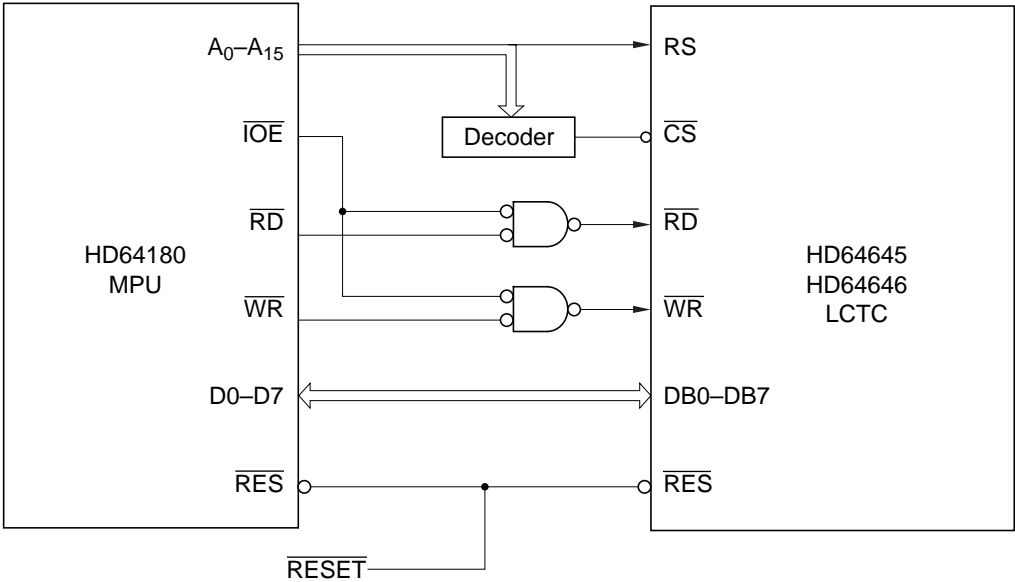 A0–A15
RS
IOE
Decoder
CS
RD
RD
HD64180
MPU
HD64645
HD64646
LCTC
WR
WR
D0–D7
DB0–DB7
RES
RES
RESET